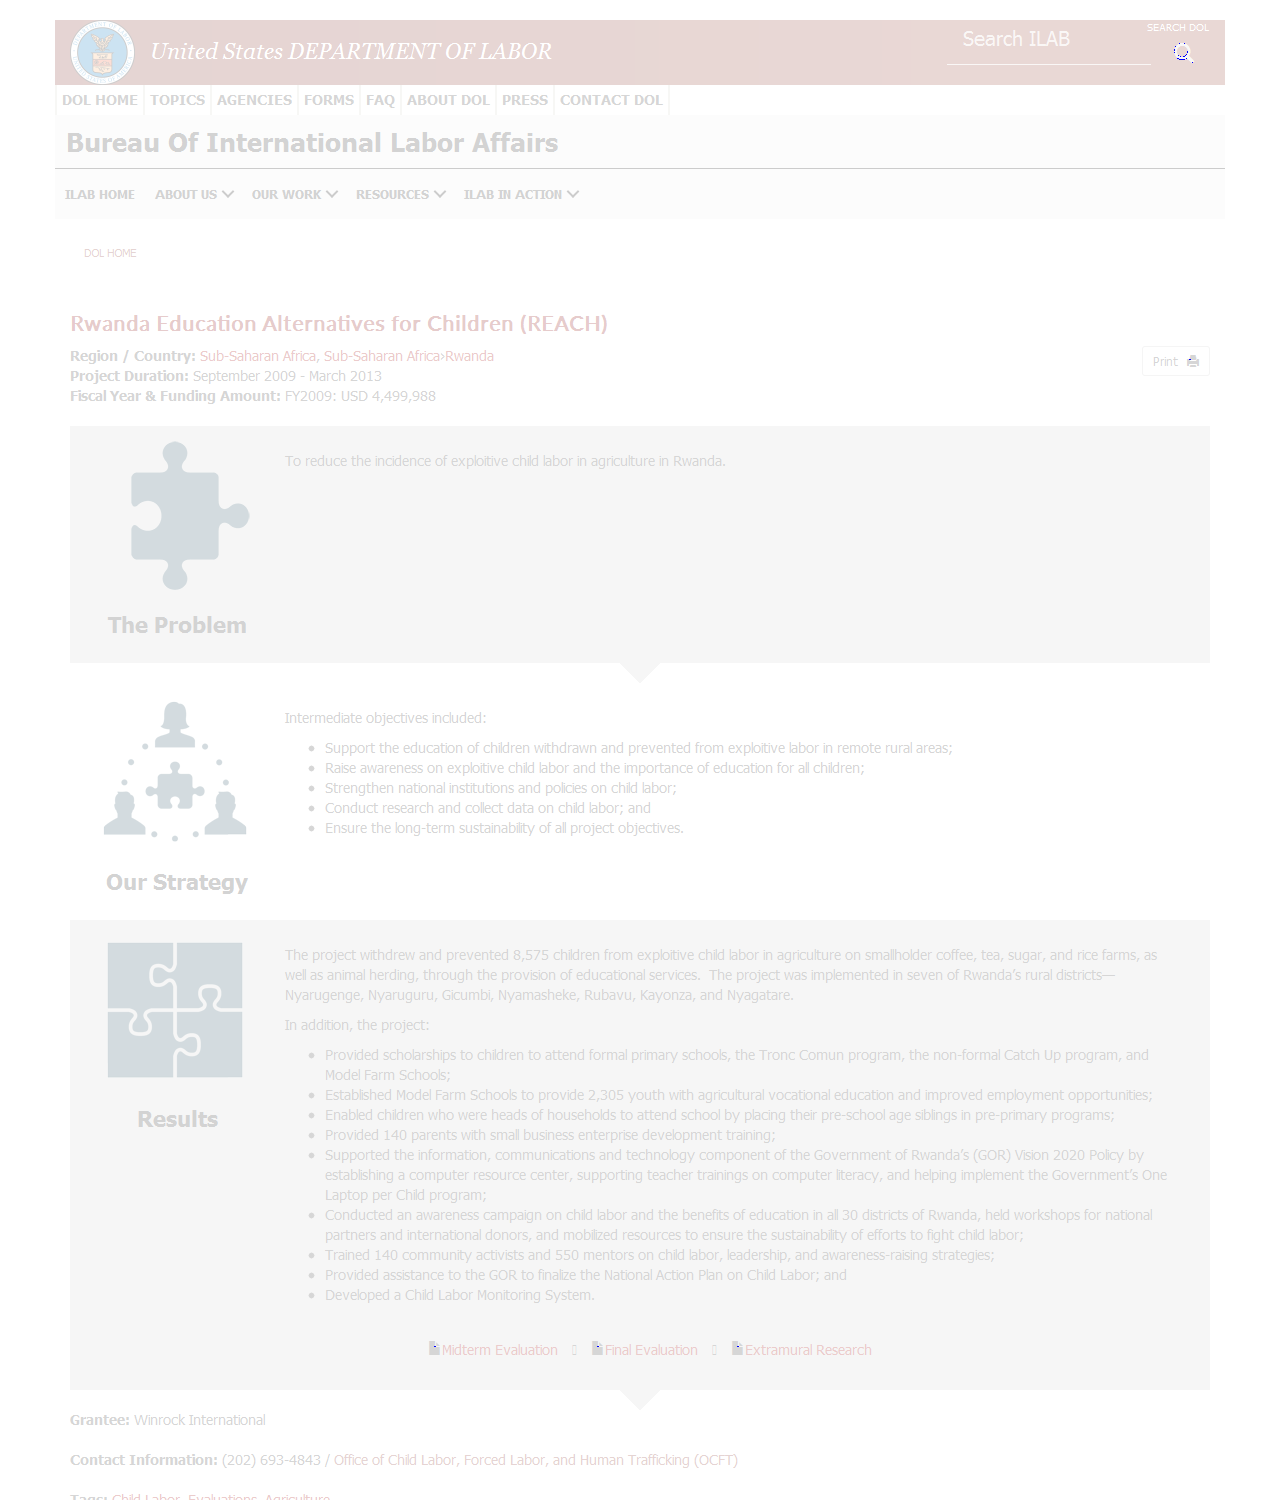 United States DEPARTMENT OF LABOR
Search ILAB
SEARCH DOL
DOL HOME TOPICS AGENCIES FORMS FAQ ABOUT DOL PRESS CONTACT DOL
Bureau Of International Labor Affairs
ILAB HOME ABOUT US OUR WORK RESOURCES ILAB IN ACTION
DOL HOME
Rwanda Education Alternatives for Children (REACH)
Region / Country: Sub-Saharan Africa, Sub-Saharan Africa›Rwanda
Print
Project Duration: September 2009 - March 2013
Fiscal Year & Funding Amount: FY2009: USD 4,499,988
To reduce the incidence of exploitive child labor in agriculture in Rwanda.
The Problem
Intermediate objectives included:
• Support the education of children withdrawn and prevented from exploitive labor in remote rural areas;
• Raise awareness on exploitive child labor and the importance of education for all children;
• Strengthen national institutions and policies on child labor;
• Conduct research and collect data on child labor; and
• Ensure the long-term sustainability of all project objectives.
Our Strategy
The project withdrew and prevented 8,575 children from exploitive child labor in agriculture on smallholder coffee, tea, sugar, and rice farms, as
well as animal herding, through the provision of educational services.  The project was implemented in seven of Rwanda’s rural districts—
Nyarugenge, Nyaruguru, Gicumbi, Nyamasheke, Rubavu, Kayonza, and Nyagatare.
In addition, the project:
• Provided scholarships to children to attend formal primary schools, the Tronc Comun program, the non-formal Catch Up program, and
Model Farm Schools;
• Established Model Farm Schools to provide 2,305 youth with agricultural vocational education and improved employment opportunities;
• Enabled children who were heads of households to attend school by placing their pre-school age siblings in pre-primary programs;
• Provided 140 parents with small business enterprise development training;
• Supported the information, communications and technology component of the Government of Rwanda’s (GOR) Vision 2020 Policy by
establishing a computer resource center, supporting teacher trainings on computer literacy, and helping implement the Government’s One
Laptop per Child program;
• Conducted an awareness campaign on child labor and the benefits of education in all 30 districts of Rwanda, held workshops for national
partners and international donors, and mobilized resources to ensure the sustainability of efforts to fight child labor;
• Trained 140 community activists and 550 mentors on child labor, leadership, and awareness-raising strategies;
• Provided assistance to the GOR to finalize the National Action Plan on Child Labor; and
• Developed a Child Labor Monitoring System.
Results
Midterm Evaluation Final Evaluation Extramural Research
Grantee: Winrock International
Contact Information: (202) 693-4843 / Office of Child Labor, Forced Labor, and Human Trafficking (OCFT)
Tags: Child Labor, Evaluations, Agriculture